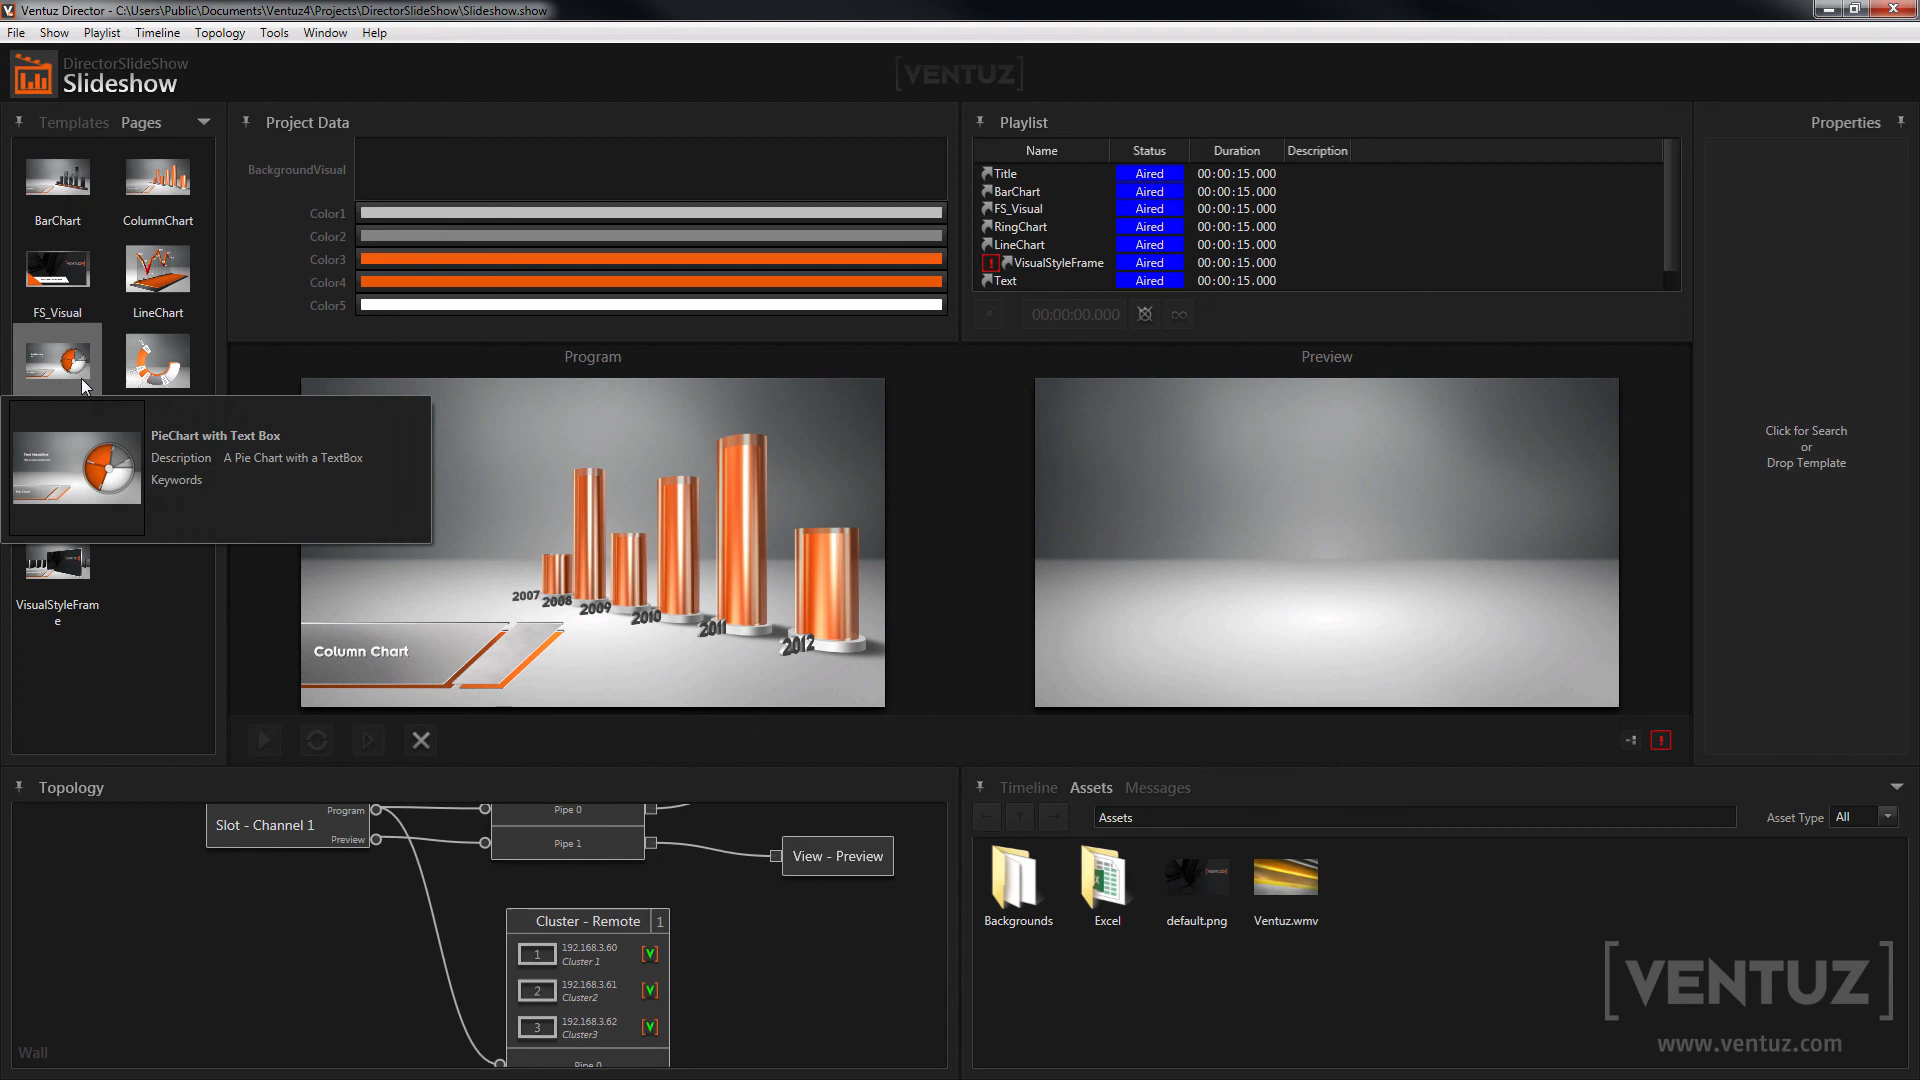 Ventuz Director - C:\Users\Public\Documents\Ventuz4\Projects\DirectorSlideShow\Slideshow.show
File Show Playlist Timeline Topology Tools Window Help
DirectorSlideShow
Slideshow
[VENTUZ]
Templates Pages
BarChart ColumnChart
FS_Visual LineChart
PieChart with Text Box
Description A Pie Chart with a TextBox
Keywords
VisualStyleFram
e
Project Data
BackgroundVisual
Color1
Color2
Color3
Color4
Color5
Playlist
Name Status Duration Description
Title Aired 00:00:15.000
BarChart Aired 00:00:15.000
FS_Visual Aired 00:00:15.000
RingChart Aired 00:00:15.000
LineChart Aired 00:00:15.000
! VisualStyleFrame Aired 00:00:15.000
Text Aired 00:00:15.000
00:00:00.000
Properties
Click for Search
or
Drop Template
Program
2007 2008 2009 2010 2011 2012
Column Chart
Preview
Topology
Slot - Channel 1
Program
Preview
Pipe 0
Pipe 1
View - Preview
Cluster - Remote 1
1 192.168.3.60 [V]
Cluster 1
2 192.168.3.61 [V]
Cluster2
3 192.168.3.62 [V]
Cluster3
Pipe 0
Wall
Timeline Assets Messages
Assets
Asset Type All
Backgrounds Excel default.png Ventuz.wmv
[VENTUZ]
www.ventuz.com